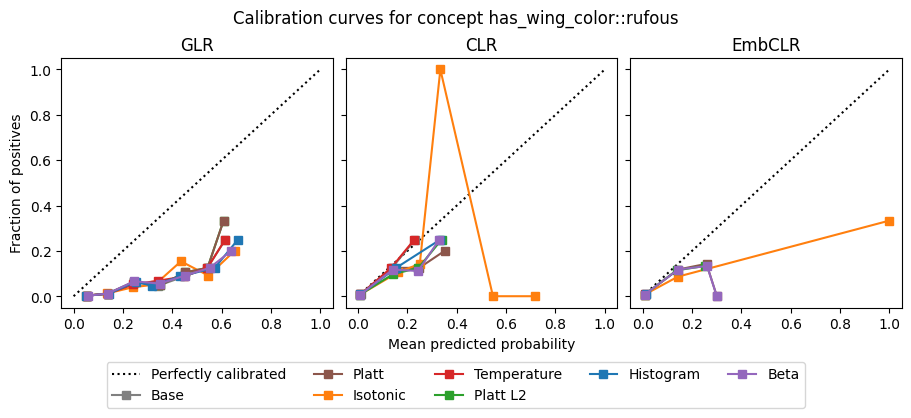 Calibration curves for concept has_wing_color::rufous
GLR
CLR
EmbCLR
Fraction of positives
1.0
0.8
0.6
0.4
0.2
0.0
0.0 0.2 0.4 0.6 0.8 1.0
0.0 0.2 0.4 0.6 0.8 1.0
0.0 0.2 0.4 0.6 0.8 1.0
Mean predicted probability
Perfectly calibrated
Base
Platt
Isotonic
Temperature
Platt L2
Histogram
Beta